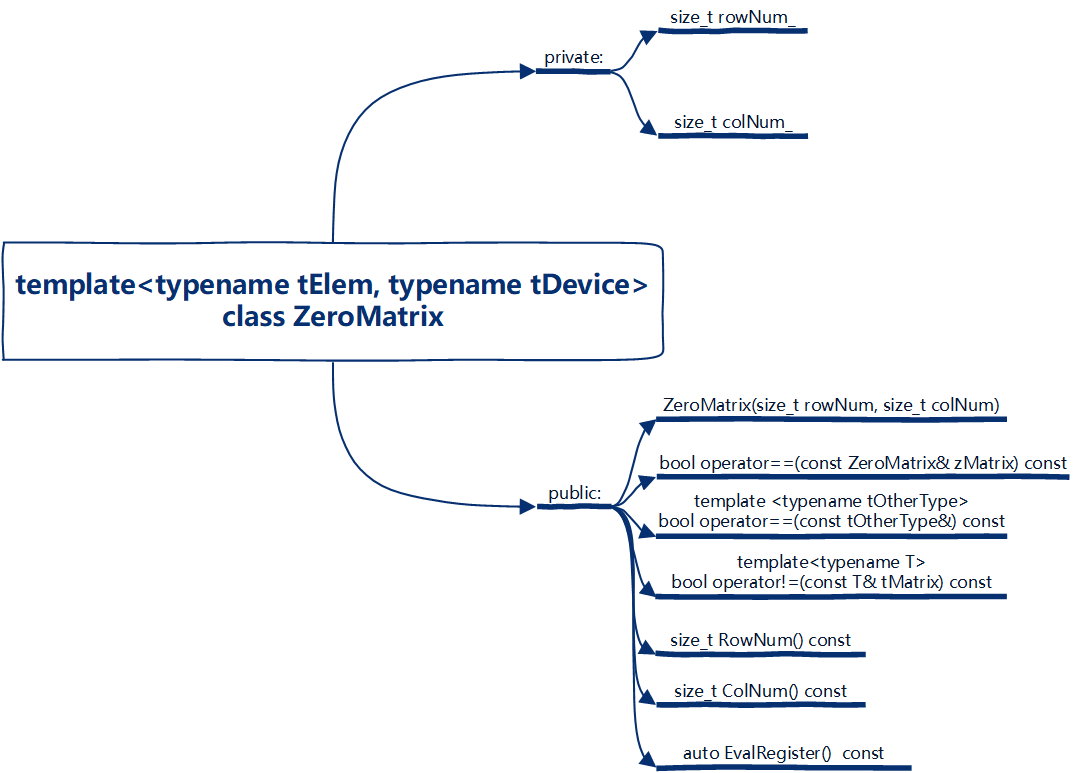 size_t rowNum_
private:
size_t colNum_
template<typename tElem, typename tDevice>
class ZeroMatrix
ZeroMatrix(size_t rowNum, size_t colNum)
bool operator==(const ZeroMatrix& zMatrix) const
public:
template <typename tOtherType>
bool operator==(const tOtherType&) const
template<typename T>
bool operator!=(const T& tMatrix) const
size_t RowNum() const
size_t ColNum() const
auto EvalRegister()  const